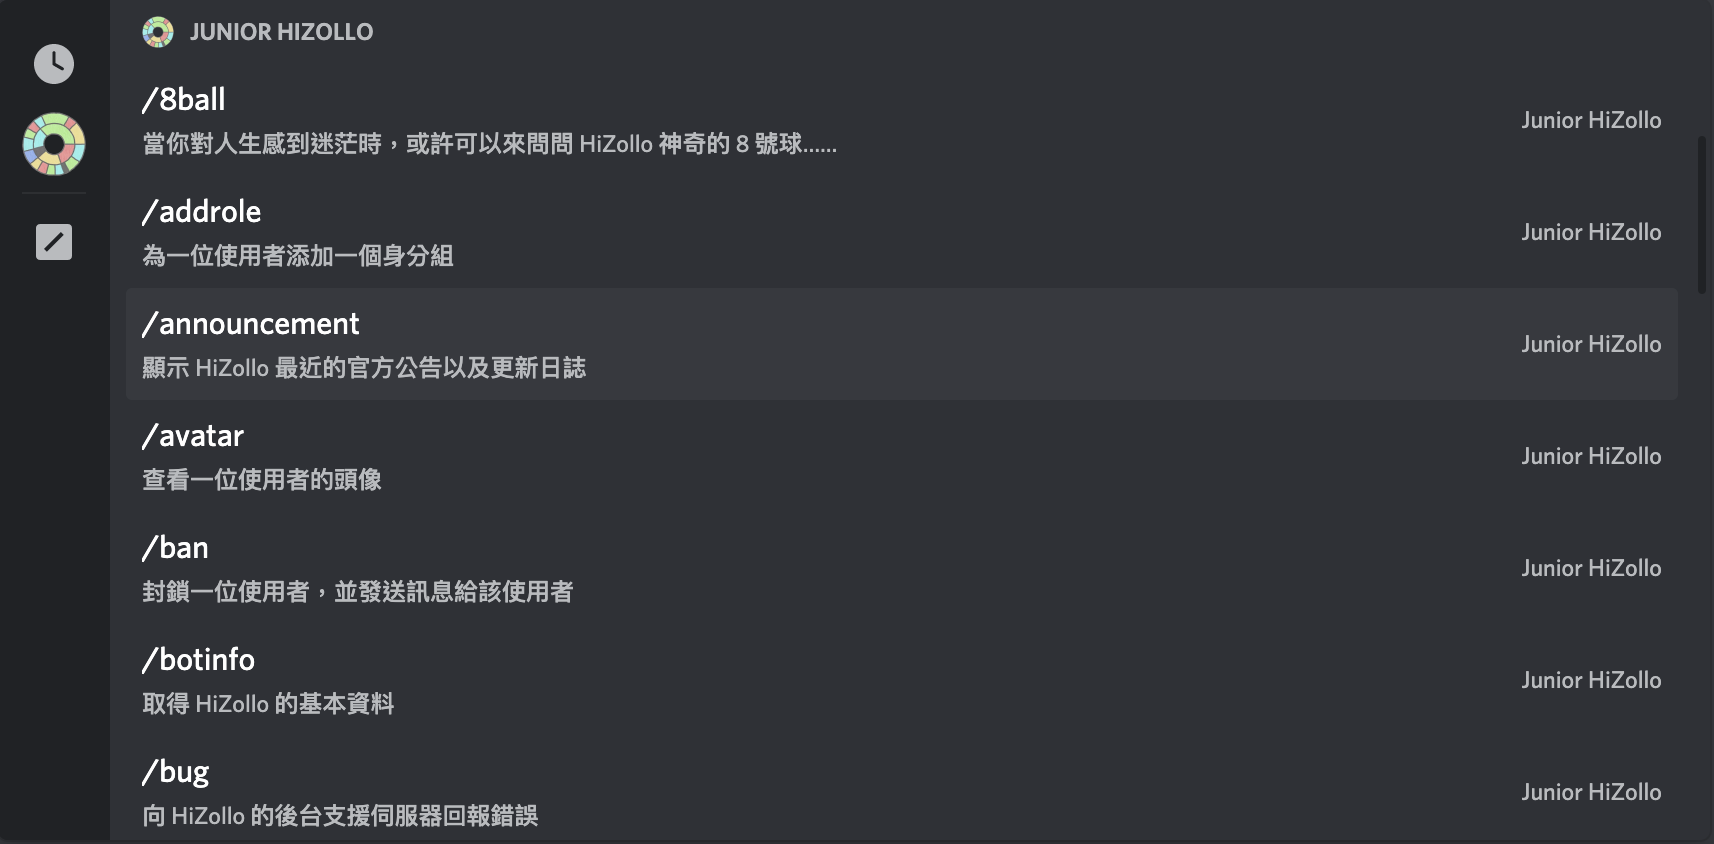 JUNIOR HIZOLLO
/8ball
當你對人生感到迷茫時，或許可以來問問 HiZollo 神奇的 8 號球......
Junior HiZollo
/addrole
為一位使用者添加一個身分組
Junior HiZollo
/announcement
顯示 HiZollo 最近的官方公告以及更新日誌
Junior HiZollo
/avatar
查看一位使用者的頭像
Junior HiZollo
/ban
封鎖一位使用者，並發送訊息給該使用者
Junior HiZollo
/botinfo
取得 HiZollo 的基本資料
Junior HiZollo
/bug
向 HiZollo 的後台支援伺服器回報錯誤
Junior HiZollo